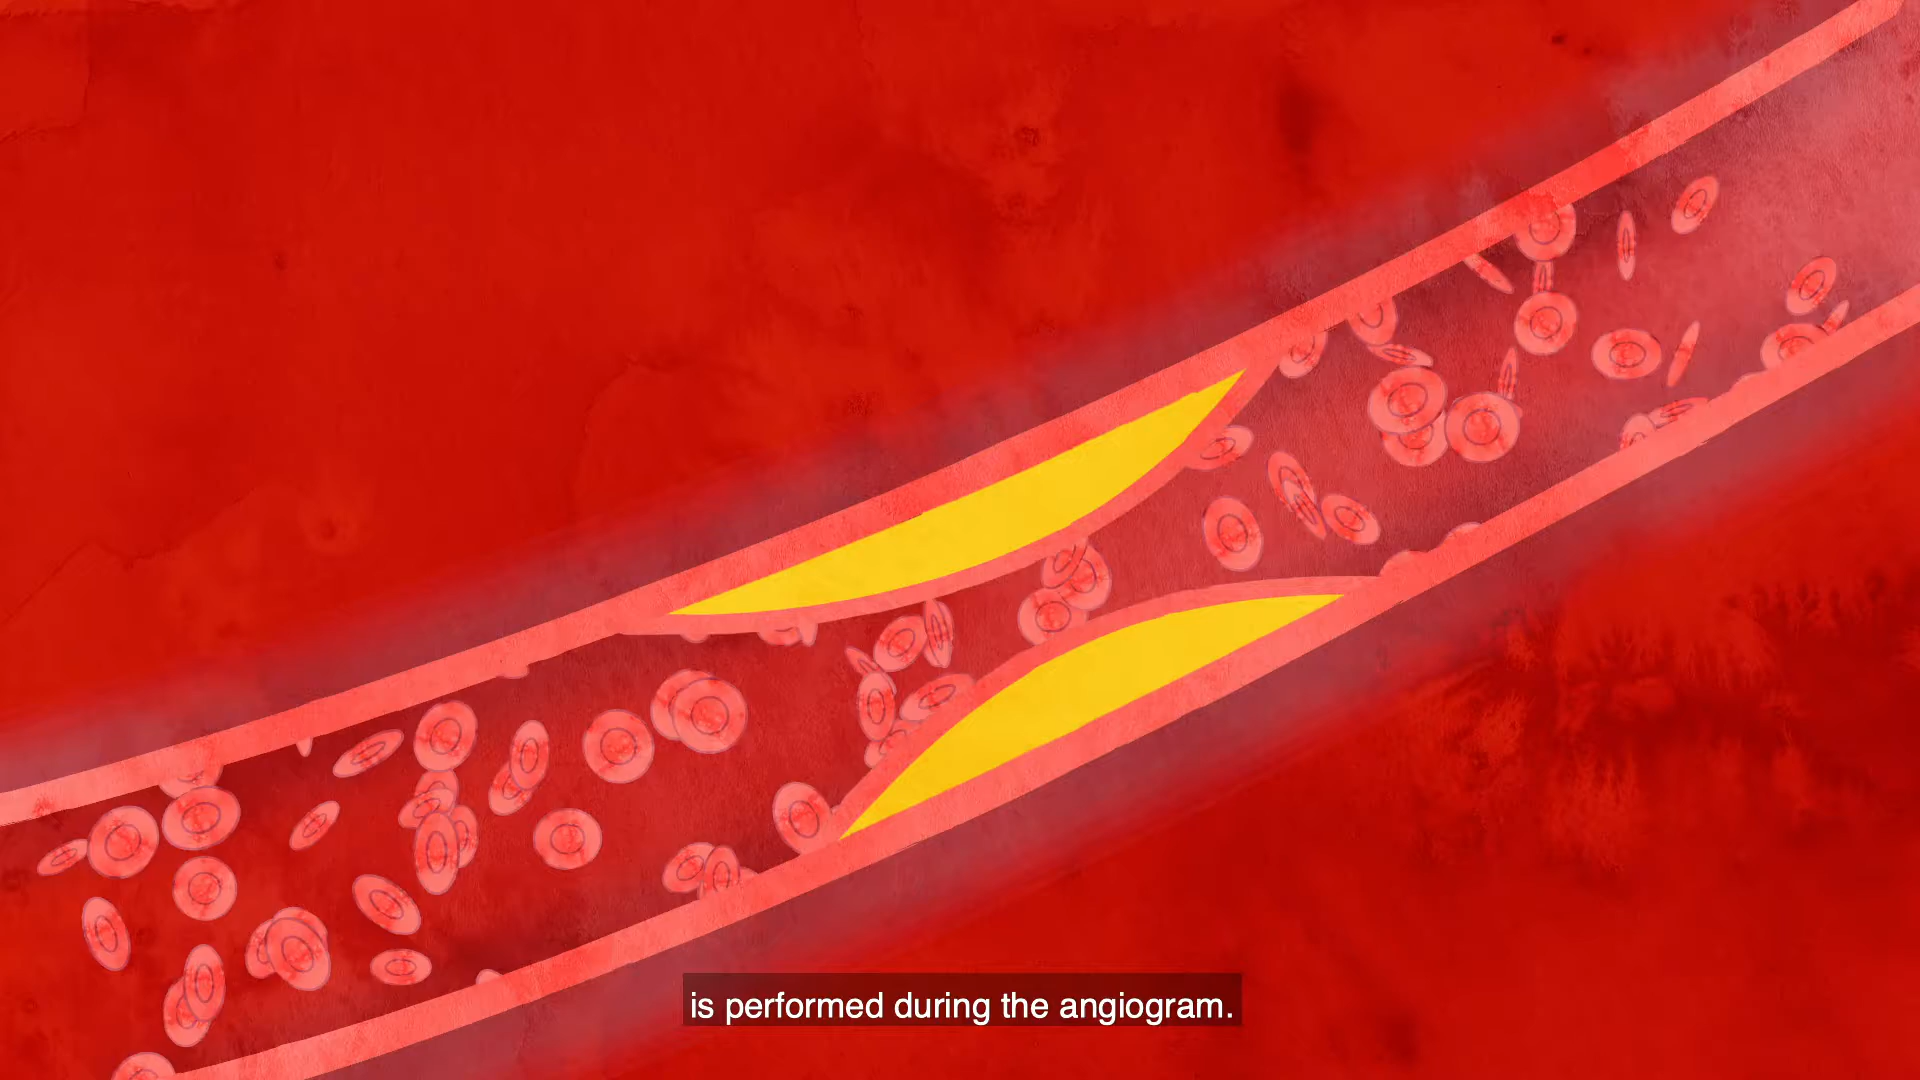 is performed during the angiogram.